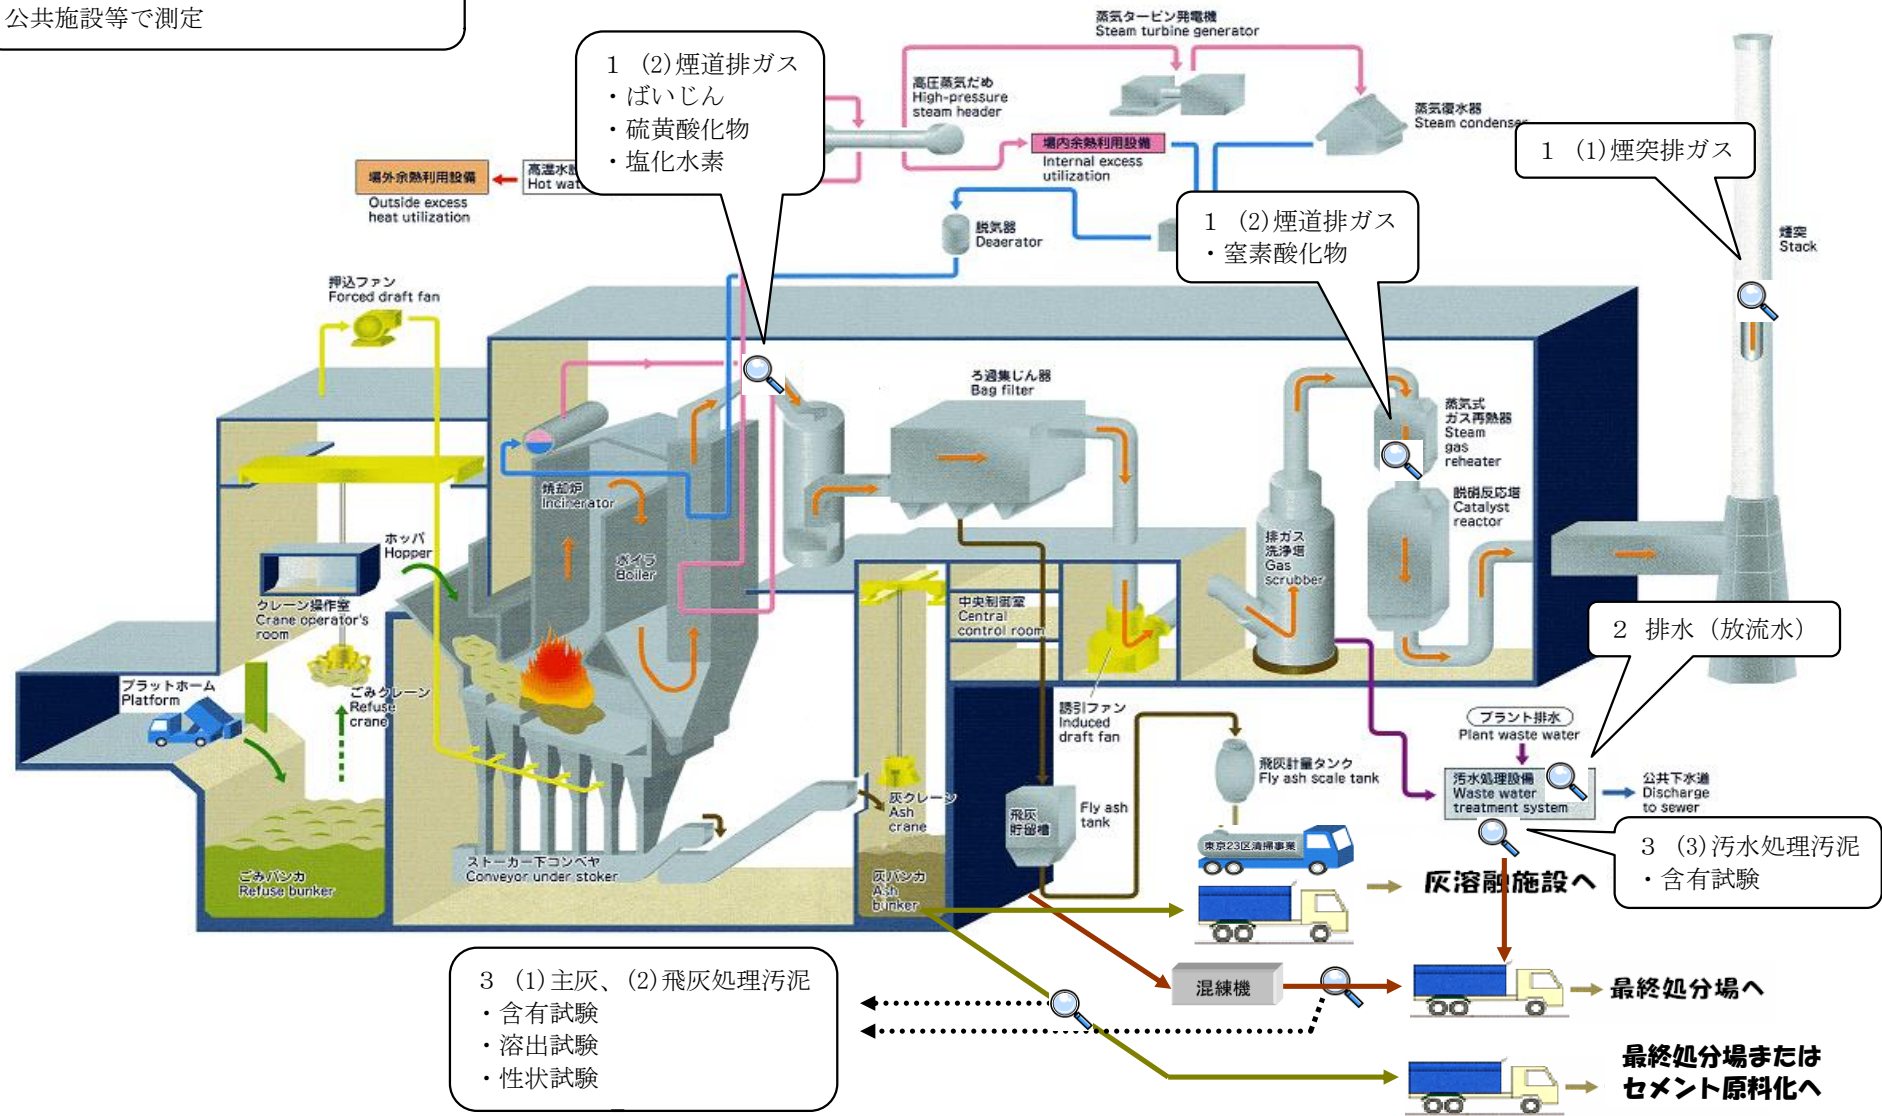 公共施設等で測定
1 (2)煙道排ガス
・ばいじん
・硫黄酸化物
・塩化水素
蒸気タービン発電機
Steam turbine generator
高圧蒸気だめ
High-pressure
steam header
蒸気復水器
Steam condenser
場内余熱利用設備
Internal excess
utilization
1 (1)煙突排ガス
場外余熱利用設備
Outside excess
heat utilization
高温水
Hot wat
脱気器
Deaerator
1 (2)煙道排ガス
・窒素酸化物
煙突
Stack
押込ファン
Forced draft fan
ろ過集じん器
Bag filter
蒸気式
ガス再熱器
Steam
gas
reheater
焼却炉
Incinerator
脱硝反応塔
Catalyst
reactor
ホッパ
Hopper
ボイラ
Boiler
排ガス
洗浄塔
Gas
scrubber
クレーン操作室
Crane operator's
room
中央制御室
Central
control room
2 排水（放流水）
プラットホーム
Platform
ごみクレーン
Refuse
crane
誘引ファン
Induced
draft fan
プラント排水
Plant waste water
飛灰計量タンク
Fly ash scale tank
汚水処理設備
Waste water
treatment system
公共下水道
Discharge
to sewer
灰クレーン
Ash
crane
飛灰
貯留槽
Fly ash
tank
東京23区清掃事業
3 (3)汚水処理汚泥
・含有試験
ストーカー下コンベヤ
Conveyor under stoker
ごみバンカ
Refuse bunker
灰バンカ
Ash
bunker
灰溶融施設へ
3 (1)主灰、(2)飛灰処理汚泥
・含有試験
・溶出試験
・性状試験
混練機
最終処分場へ
最終処分場または
セメント原料化へ